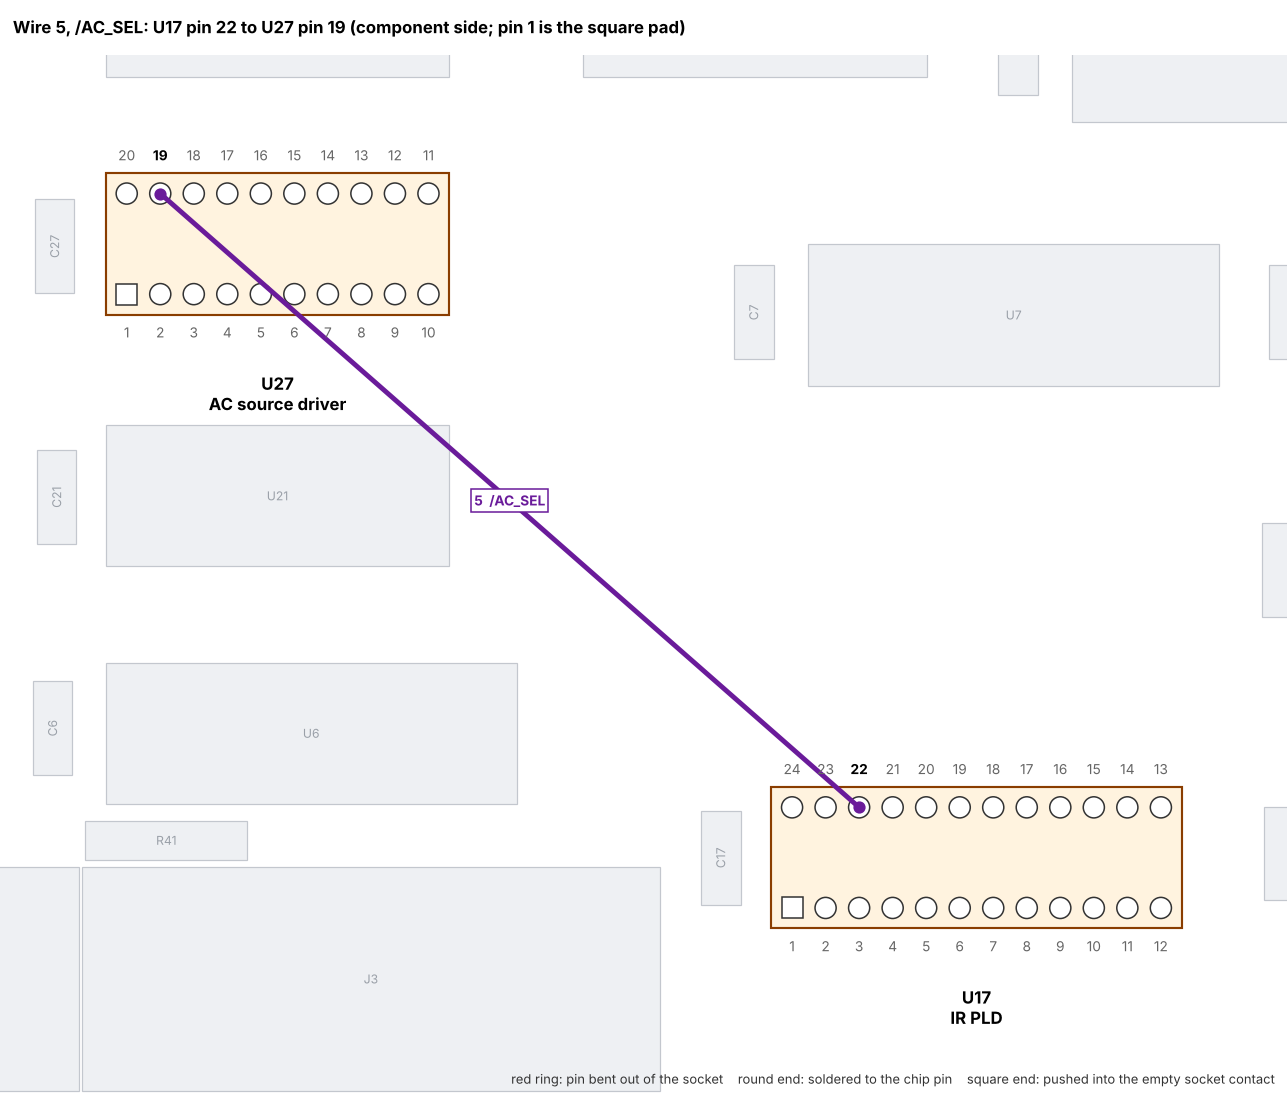 Wire 5, /AC_SEL: U17 pin 22 to U27 pin 19 (component side; pin 1 is the square pad)
20 19 18 17 16 15 14 13 12 11
C27
1 2 3 4 5 6 7 8 9 10
U27
AC source driver
C7
U7
C21
U21
5 /AC_SEL
C6
U6
24 23 22 21 20 19 18 17 16 15 14 13
R41
C17
1 2 3 4 5 6 7 8 9 10 11 12
J3
U17
IR PLD
red ring: pin bent out of the socket round end: soldered to the chip pin square end: pushed into the empty socket contact